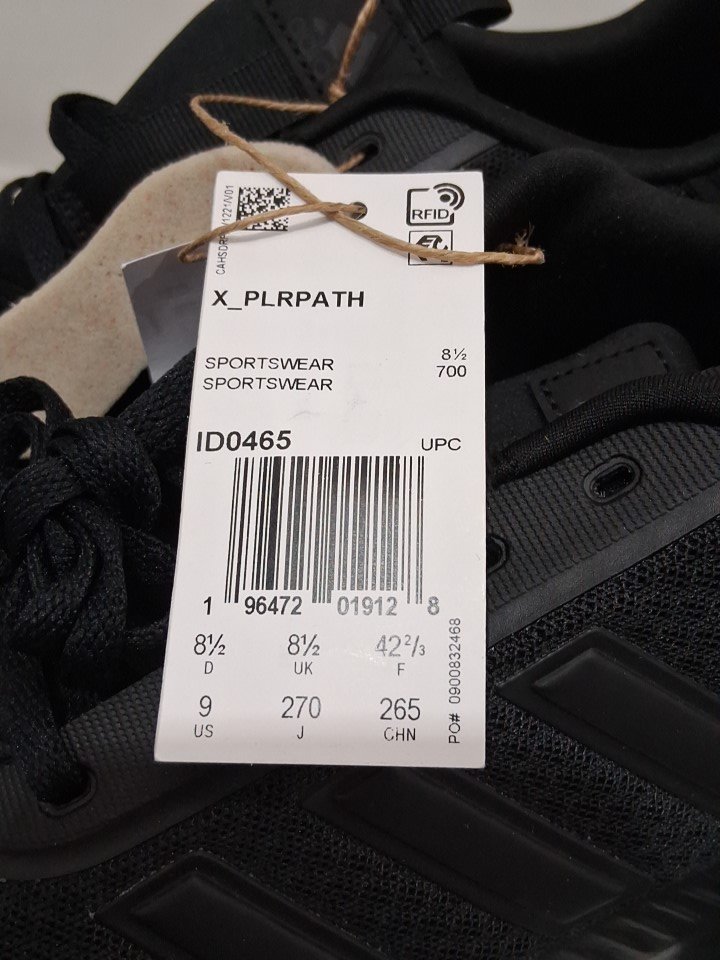 RFID
X_PLRPATH
SPORTSWEAR 8½
SPORTSWEAR 700
ID0465 UPC
1 96472 01912 8
8½ 8½ 42⅔
D UK F
9 270 265
US J CHN
PO# 0900832468